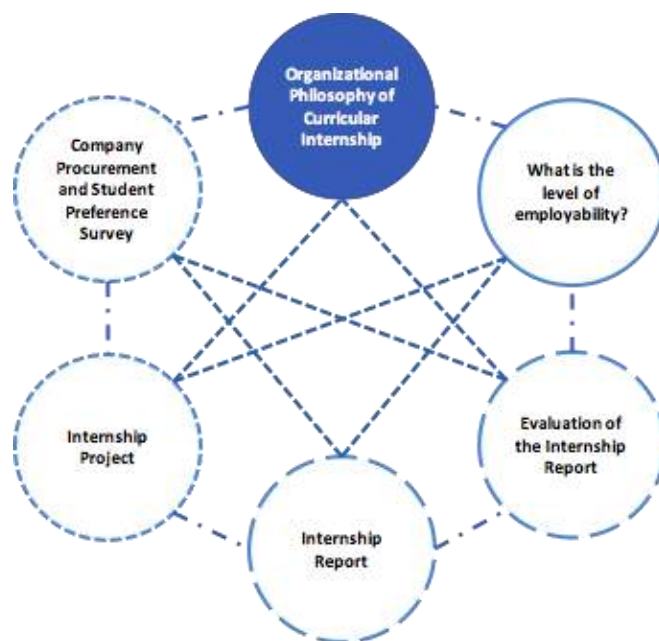 Organizational
Philosophy of
Curricular
Internship
Company
Procurement
and Student
Preference
Survey
What is the
level of
employability?
Internship
Project
Evaluation of
the Internship
Report
Internship
Report